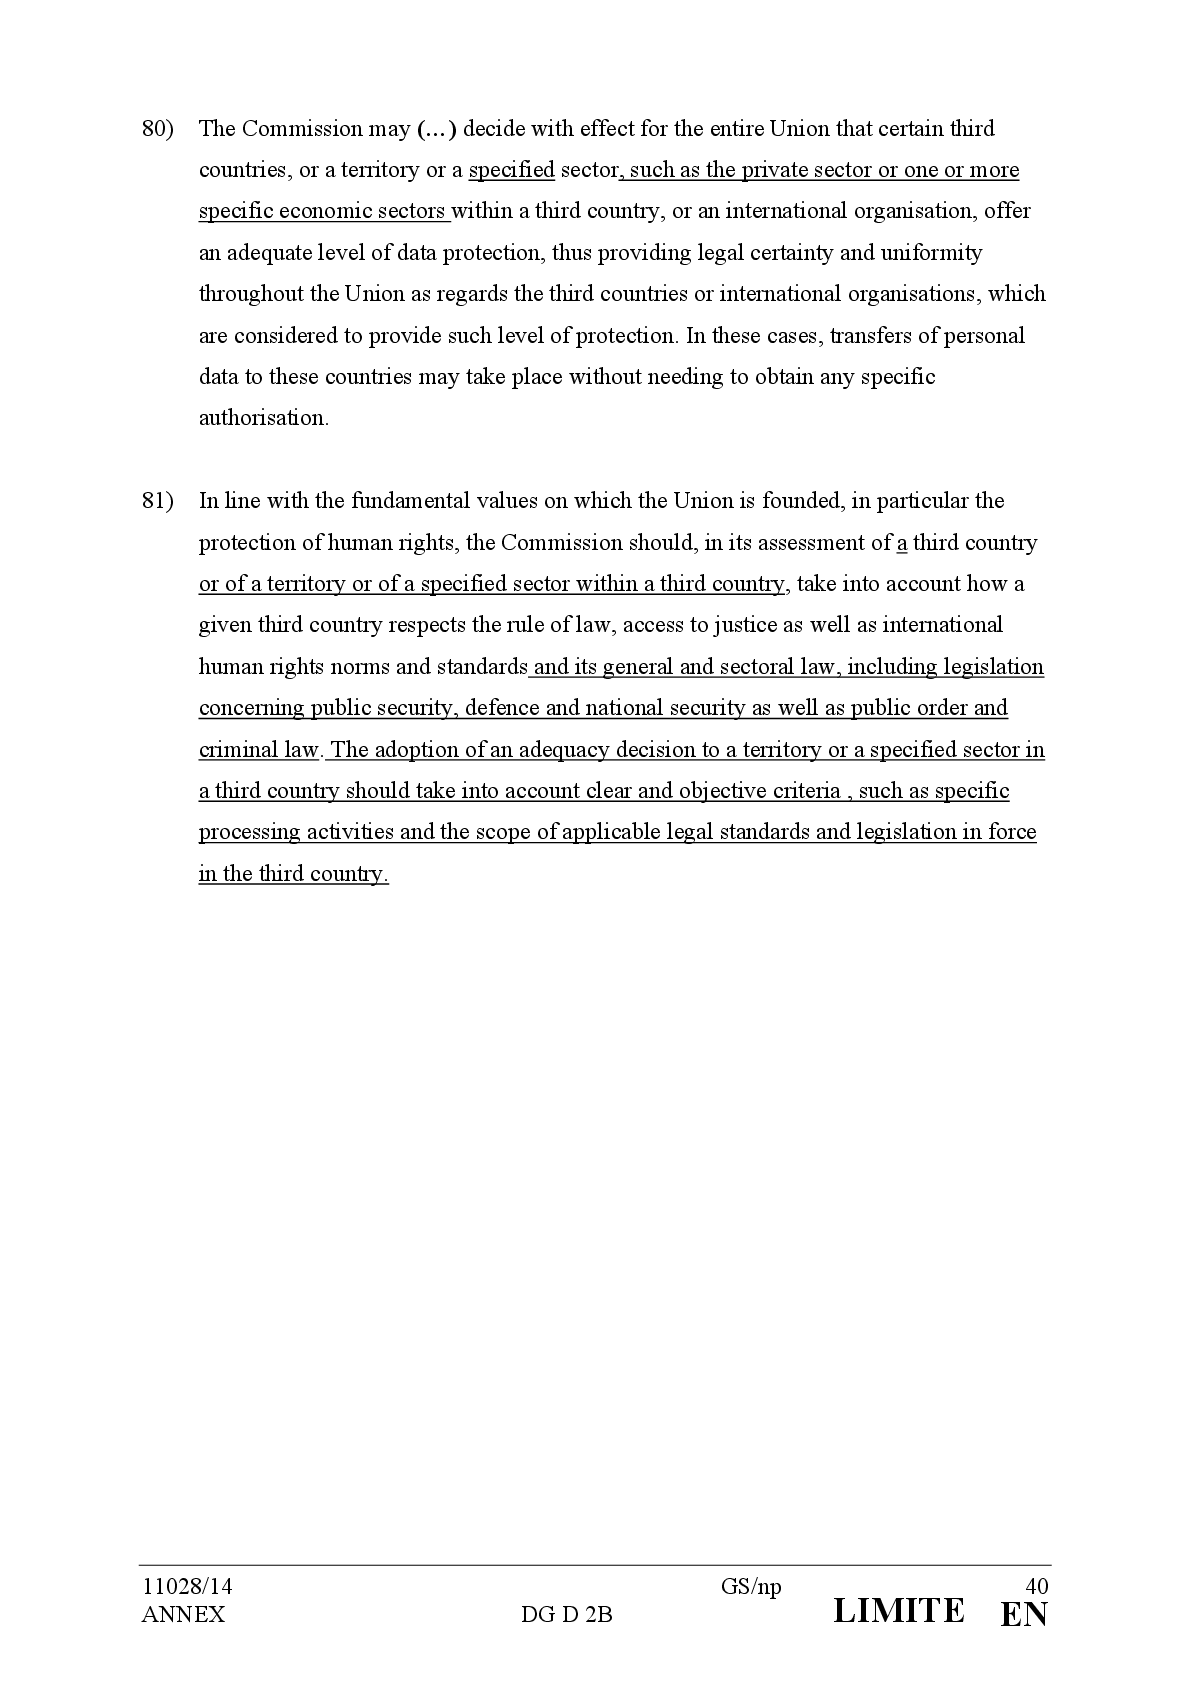 80) The Commission may (…) decide with effect for the entire Union that certain third
countries, or a territory or a specified sector, such as the private sector or one or more
specific economic sectors within a third country, or an international organisation, offer
an adequate level of data protection, thus providing legal certainty and uniformity
throughout the Union as regards the third countries or international organisations, which
are considered to provide such level of protection. In these cases, transfers of personal
data to these countries may take place without needing to obtain any specific
authorisation.
81) In line with the fundamental values on which the Union is founded, in particular the
protection of human rights, the Commission should, in its assessment of a third country
or of a territory or of a specified sector within a third country, take into account how a
given third country respects the rule of law, access to justice as well as international
human rights norms and standards and its general and sectoral law, including legislation
concerning public security, defence and national security as well as public order and
criminal law. The adoption of an adequacy decision to a territory or a specified sector in
a third country should take into account clear and objective criteria , such as specific
processing activities and the scope of applicable legal standards and legislation in force
in the third country.
11028/14 GS/np 40
ANNEX DG D 2B LIMITE EN